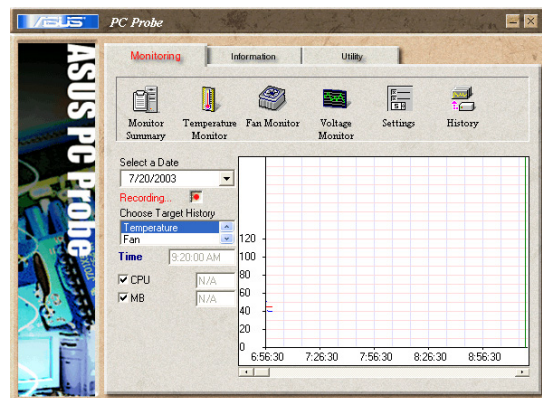 ASUS PC Probe
ASUS PC Probe
Monitoring Information Utility
Monitor Summary
Temperature Monitor
Fan Monitor
Voltage Monitor
Settings
History
Select a Date
7/20/2003
Recording...
Choose Target History
Temperature
Fan
Time 9:20:00 AM
CPU N/A
MB N/A
120
100
80
60
40
20
0
6:56:30 7:26:30 7:56:30 8:26:30 8:56:30